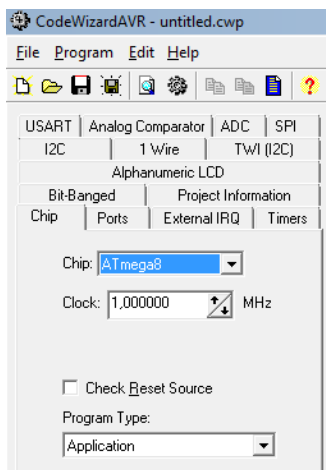 CodeWizardAVR - untitled.cwp
File Program Edit Help
?
USART Analog Comparator ADC SPI
I2C 1 Wire TWI (I2C)
Alphanumeric LCD
Bit-Banged Project Information
Chip Ports External IRQ Timers
Chip: ATmega8
Clock: 1,000000 MHz
Check Reset Source
Program Type:
Application